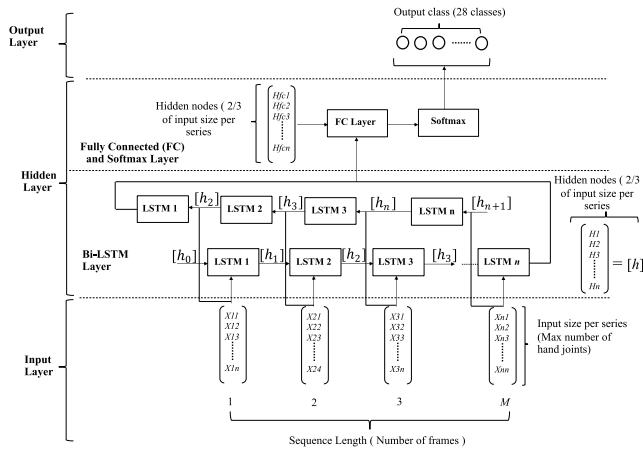 Output class (28 classes)
Output
Layer
Hidden nodes ( 2/3
of input size per
series
Hfc1
Hfc2
Hfc3
Hfcn
FC Layer
Softmax
Fully Connected (FC)
and Softmax Layer
Hidden
Layer
Hidden nodes ( 2/3
of input size per
series
[h2] [h3] [hn] [hn+1]
LSTM 1 LSTM 2 LSTM 3 LSTM n
Bi-LSTM
Layer
[h0] [h1] [h2] [h3]
LSTM 1 LSTM 2 LSTM 3 LSTM n
H1
H2
H3
Hn
= [h]
Input
Layer
X11 X21 X31 Xn1
X12 X22 X32 Xn2
X13 X23 X33 Xn3
X1n X24 X3n Xnn
Input size per series
(Max number of
hand joints)
1 2 3 M
Sequence Length ( Number of frames )